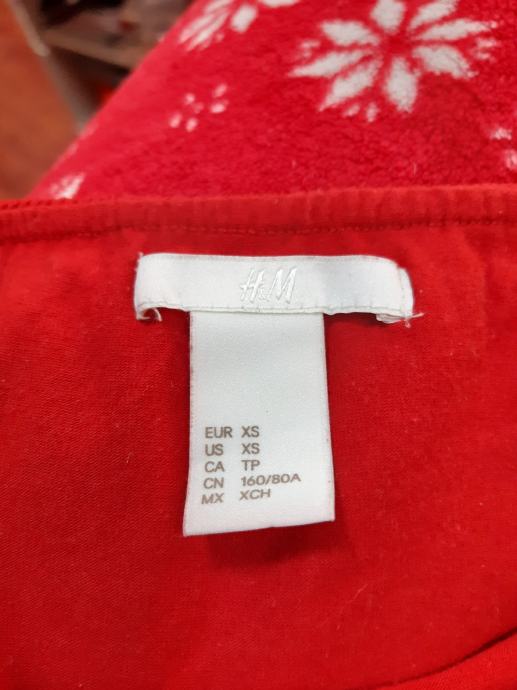 H&M
EUR XS
US XS
CA TP
CN 160/80A
MX XCH